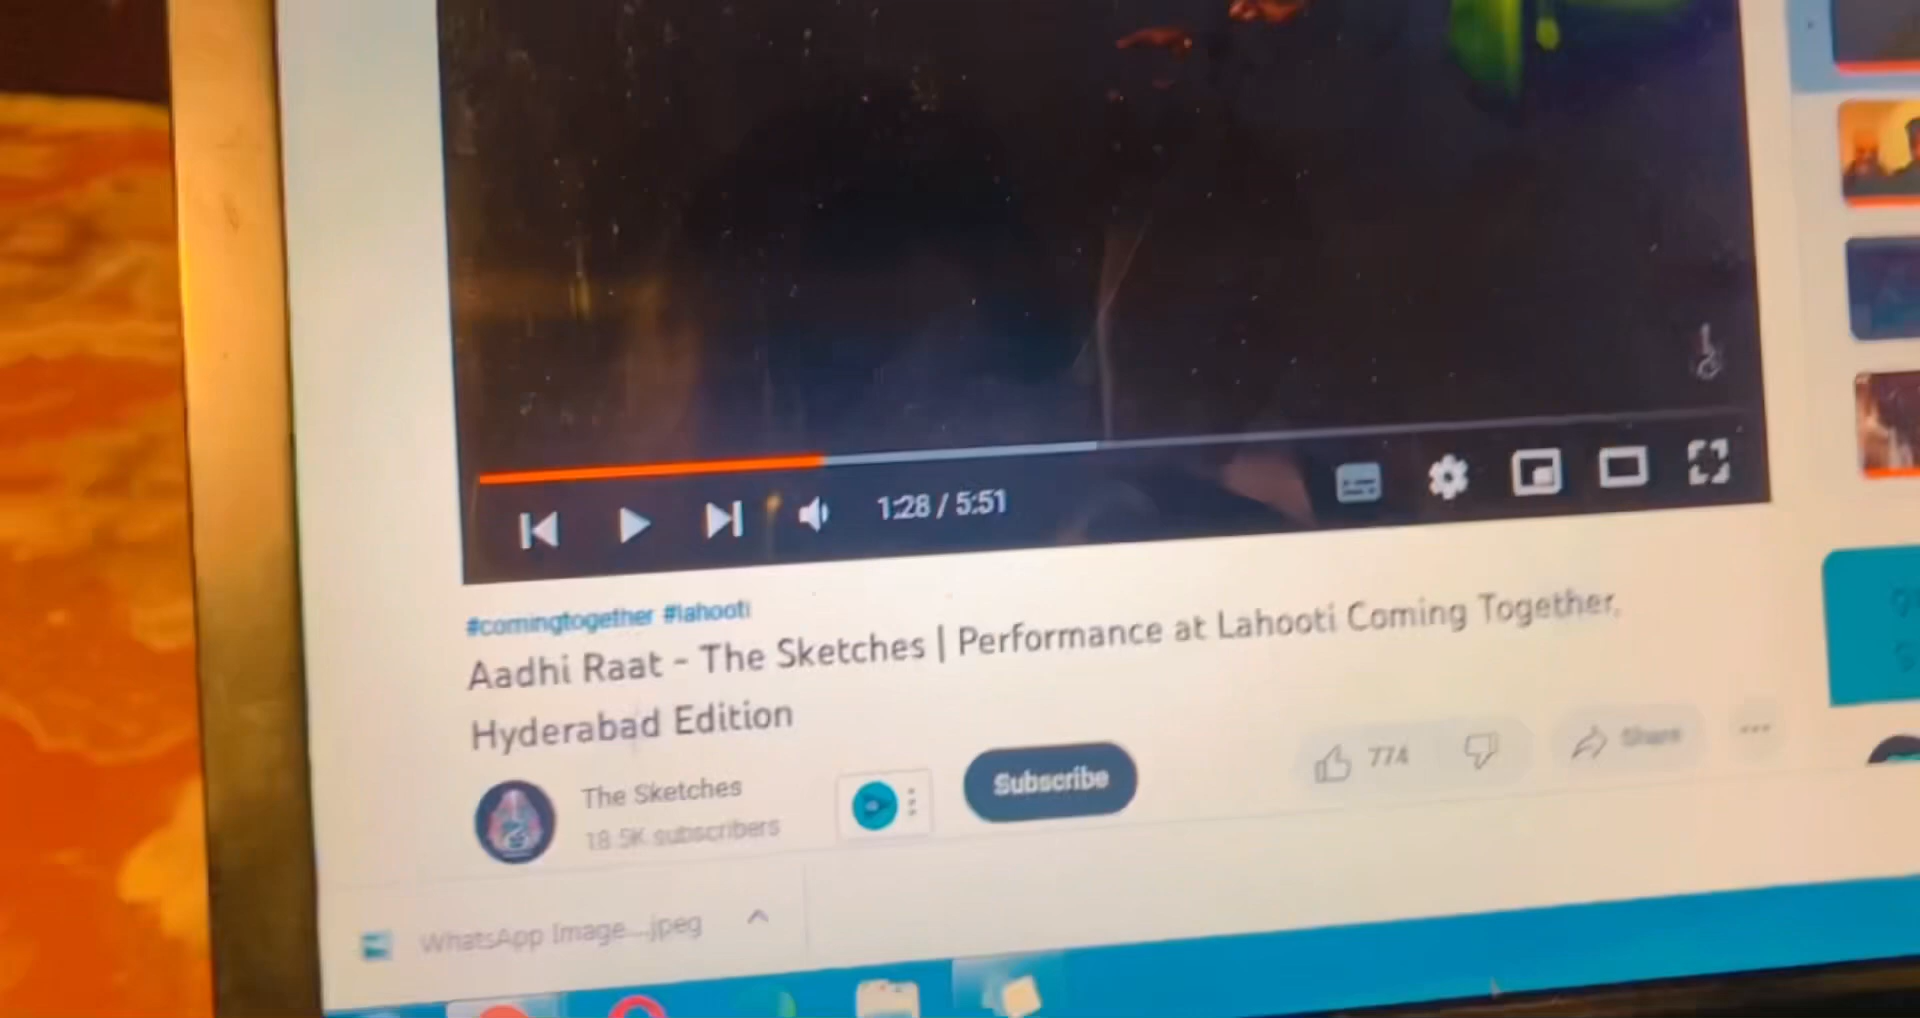 1:28 / 5:51
#comingtogether #lahooti
Aadhi Raat - The Sketches | Performance at Lahooti Coming Together,
Hyderabad Edition
The Sketches
18.5K subscribers
Subscribe
774
Share
WhatsApp Image....jpeg